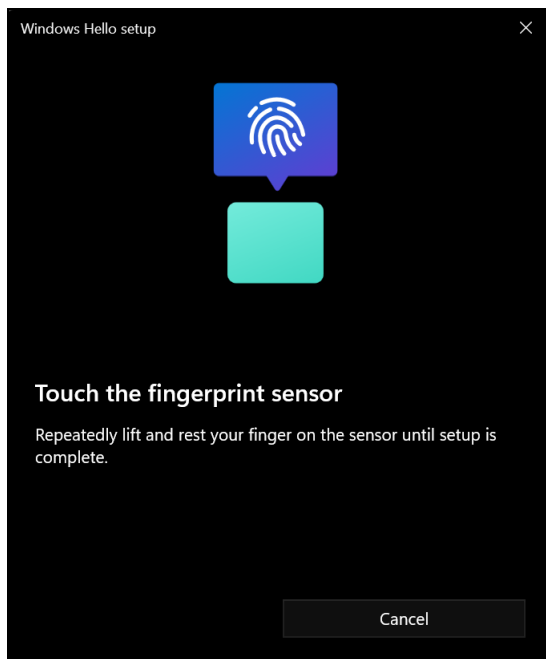 Windows Hello setup
Touch the fingerprint sensor
Repeatedly lift and rest your finger on the sensor until setup is
complete.
Cancel